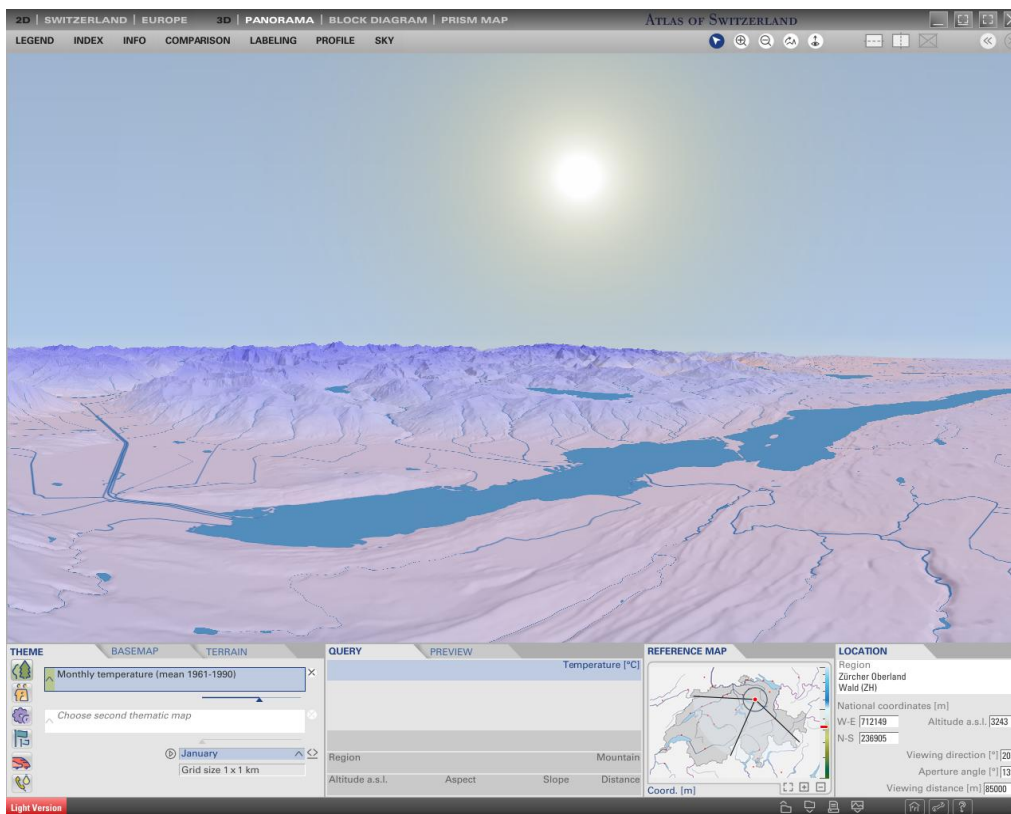 2D | SWITZERLAND | EUROPE 3D | PANORAMA | BLOCK DIAGRAM | PRISM MAP ATLAS OF SWITZERLAND
LEGEND INDEX INFO COMPARISON LABELING PROFILE SKY
THEME BASEMAP TERRAIN
Monthly temperature (mean 1961-1990)
Choose second thematic map
January
Grid size 1 x 1 km
QUERY PREVIEW
Temperature [°C]
Region Mountain
Altitude a.s.l. Aspect Slope Distance
REFERENCE MAP
Coord. [m]
LOCATION
Region
Zürcher Oberland
Wald (ZH)
National coordinates [m]
W-E 712149 Altitude a.s.l. 3243
N-S 236905
Viewing direction [°] 20
Aperture angle [°] 13
Viewing distance [m] 85000
Light Version